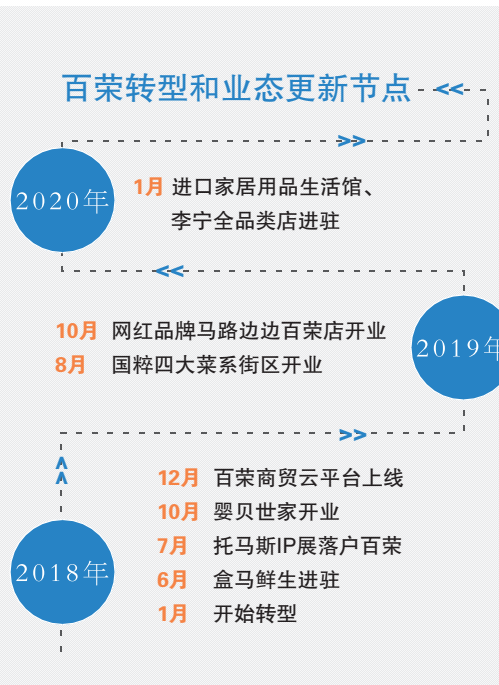 百荣转型和业态更新节点
2020年
1月 进口家居用品生活馆、
李宁全品类店进驻
10月 网红品牌马路边边百荣店开业
8月 国粹四大菜系街区开业
2019年
12月 百荣商贸云平台上线
10月 婴贝世家开业
7月 托马斯IP展落户百荣
6月 盒马鲜生进驻
1月 开始转型
2018年